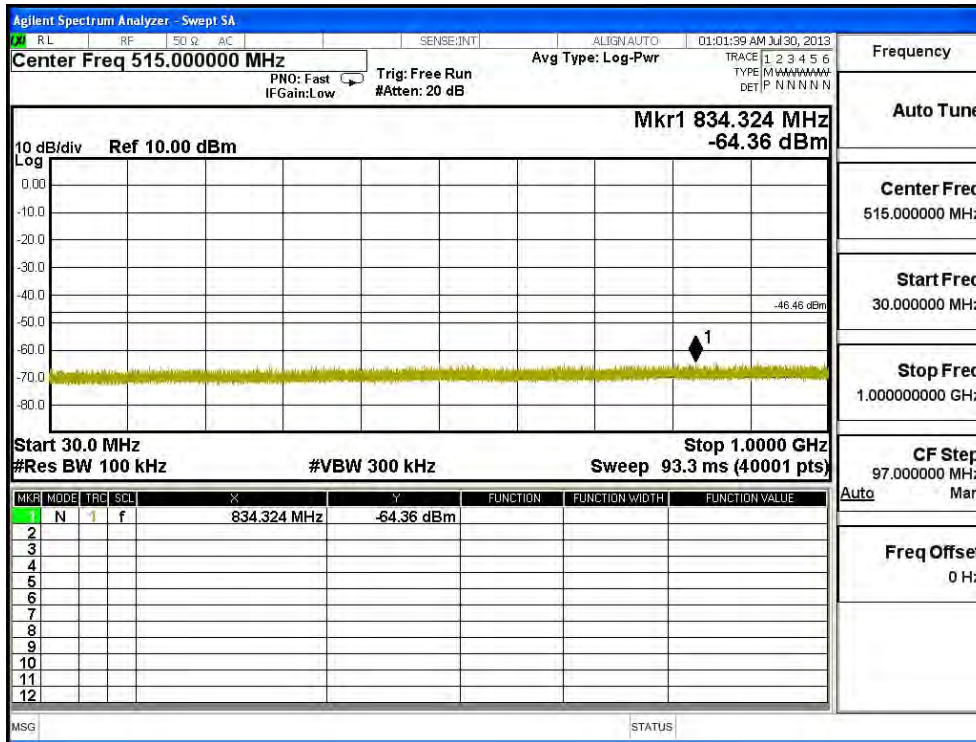 Agilent Spectrum Analyzer - Swept SA
RL RF 50 Ω AC SENSE:INT ALIGN AUTO 01:01:39 AM Jul 30, 2013
Center Freq 515.000000 MHz
PNO: Fast
IFGain:Low
Trig: Free Run
#Atten: 20 dB
Avg Type: Log-Pwr
TRACE 1 2 3 4 5 6
TYPE M
DET P N N N N N
Mkr1 834.324 MHz
-64.36 dBm
10 dB/div Ref 10.00 dBm
Log
0.00
-10.0
-20.0
-30.0
-40.0
-46.46 dBm
-50.0
1
-60.0
-70.0
-80.0
Start 30.0 MHz Stop 1.0000 GHz
#Res BW 100 kHz #VBW 300 kHz Sweep 93.3 ms (40001 pts)
MKR MODE TRC SCL X Y FUNCTION FUNCTION WIDTH FUNCTION VALUE
1 N 1 f 834.324 MHz -64.36 dBm
2
3
4
5
6
7
8
9
10
11
12
MSG STATUS
Frequency
Auto Tune
Center Freq
515.000000 MHz
Start Freq
30.000000 MHz
Stop Freq
1.000000000 GHz
CF Step
97.000000 MHz
Auto Man
Freq Offset
0 Hz